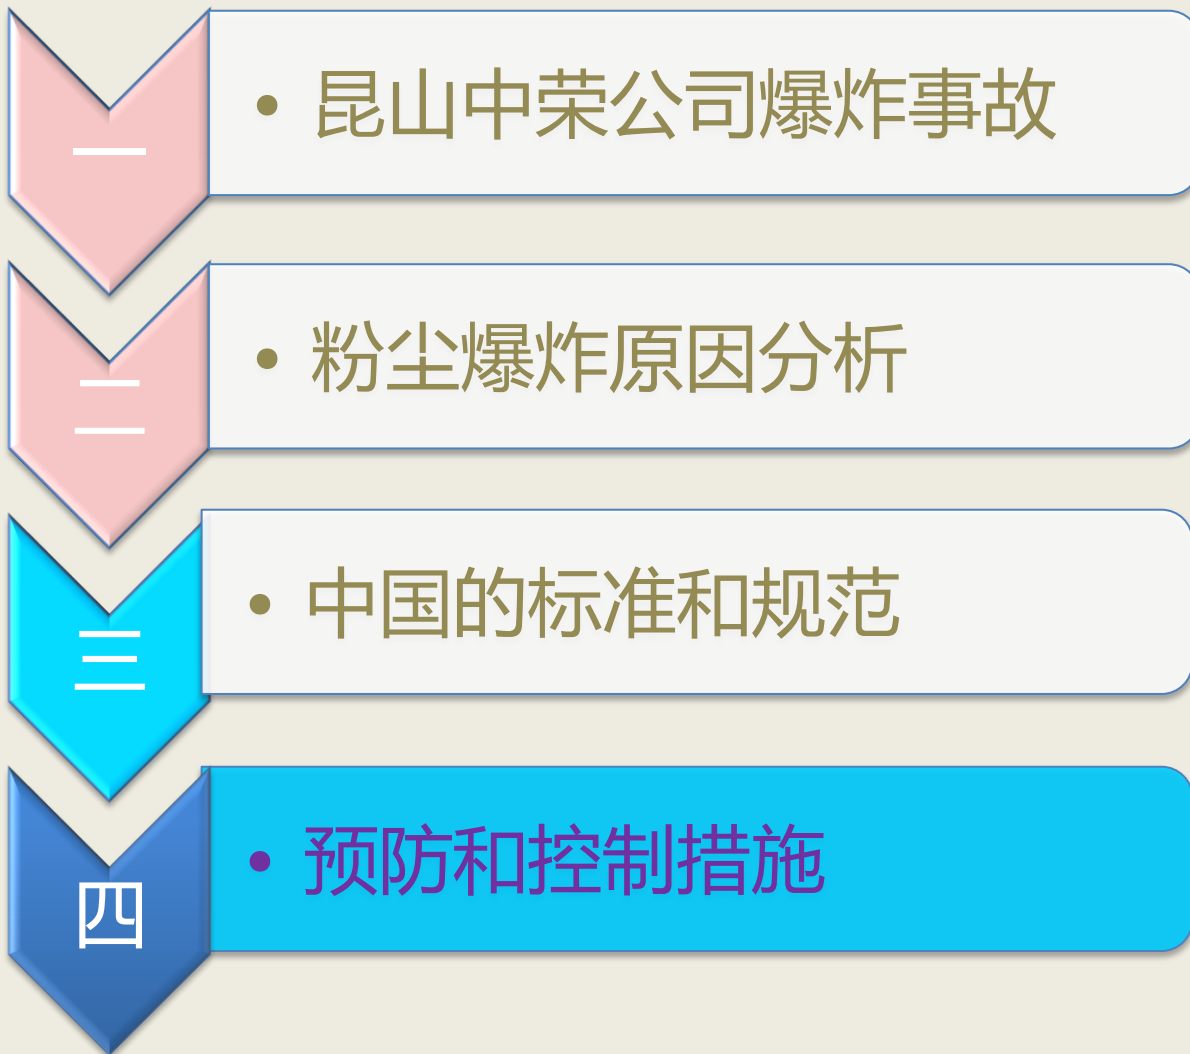 一
• 昆山中荣公司爆炸事故
二
• 粉尘爆炸原因分析
三
• 中国的标准和规范
四
• 预防和控制措施